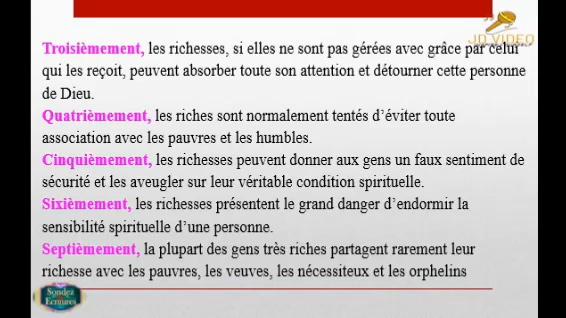 JD VIDEO
Troisièmement, les richesses, si elles ne sont pas gérées avec grâce par celui
qui les reçoit, peuvent absorber toute son attention et détourner cette personne
de Dieu.
Quatrièmement, les riches sont normalement tentés d’éviter toute
association avec les pauvres et les humbles.
Cinquièmement, les richesses peuvent donner aux gens un faux sentiment de
sécurité et les aveugler sur leur véritable condition spirituelle.
Sixièmement, les richesses présentent le grand danger d’endormir la
sensibilité spirituelle d’une personne.
Septièmement, la plupart des gens très riches partagent rarement leur
richesse avec les pauvres, les veuves, les nécessiteux et les orphelins
Sondez
Ecritures